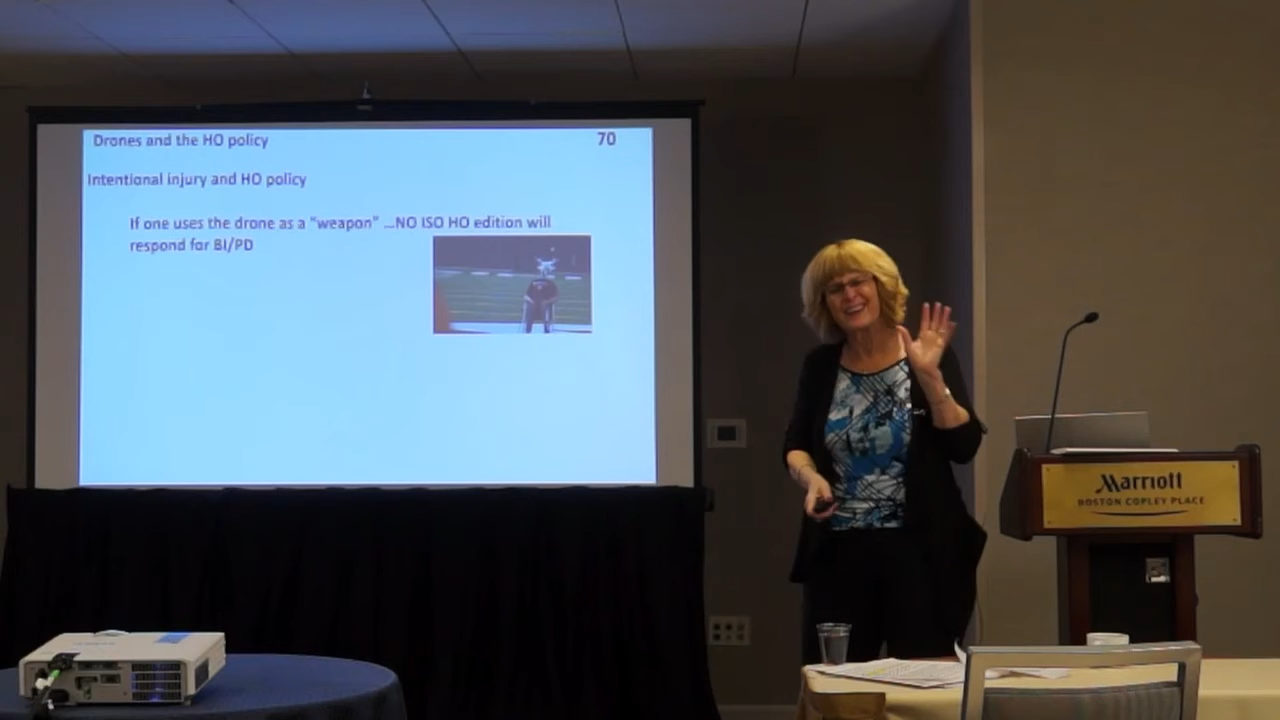 Drones and the HO policy 70
Intentional injury and HO policy
If one uses the drone as a “weapon” …NO ISO HO edition will
respond for BI/PD
Marriott
BOSTON COPLEY PLACE